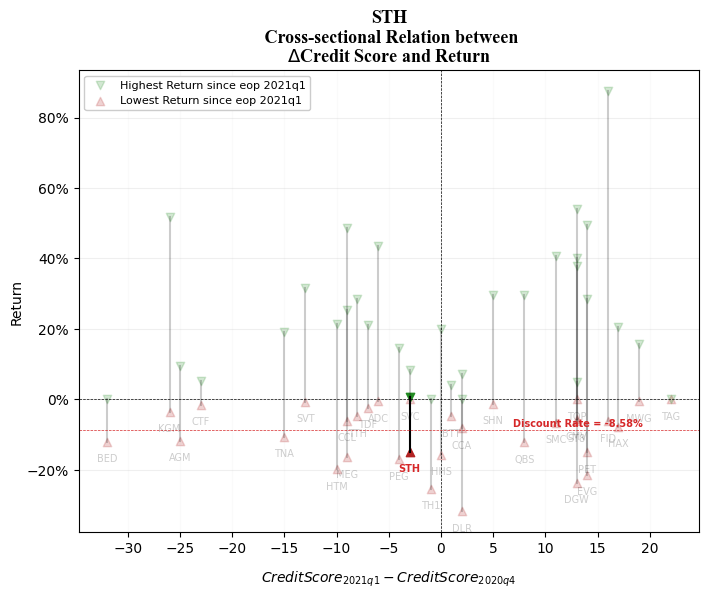 STH
Cross-sectional Relation between
ΔCredit Score and Return
Highest Return since eop 2021q1
Lowest Return since eop 2021q1
Return
80%
60%
40%
20%
0%
−20%
BED
KGM
AGM
CTF
TNA
SVT
HTM
CCL
MEG
TDF
ADC
PEG
SVC
STH
TH1
HHS
CCA
DLR
SHN
QBS
SMC
TDP
DGW
PET
EVG
FID
HAX
MWG
TAG
Discount Rate = -8.58%
−30
−25
−20
−15
−10
−5
0
5
10
15
20
CreditScore2021q1 − CreditScore2020q4